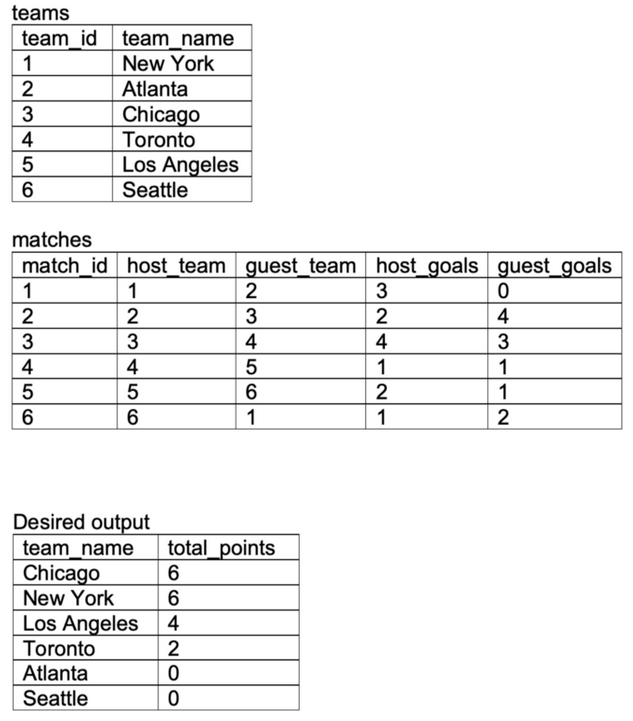 teams
team_id team_name
1 New York
2 Atlanta
3 Chicago
4 Toronto
5 Los Angeles
6 Seattle
matches
match_id host_team guest_team host_goals guest_goals
1 1 2 3 0
2 2 3 2 4
3 3 4 4 3
4 4 5 1 1
5 5 6 2 1
6 6 1 1 2
Desired output
team_name total_points
Chicago 6
New York 6
Los Angeles 4
Toronto 2
Atlanta 0
Seattle 0